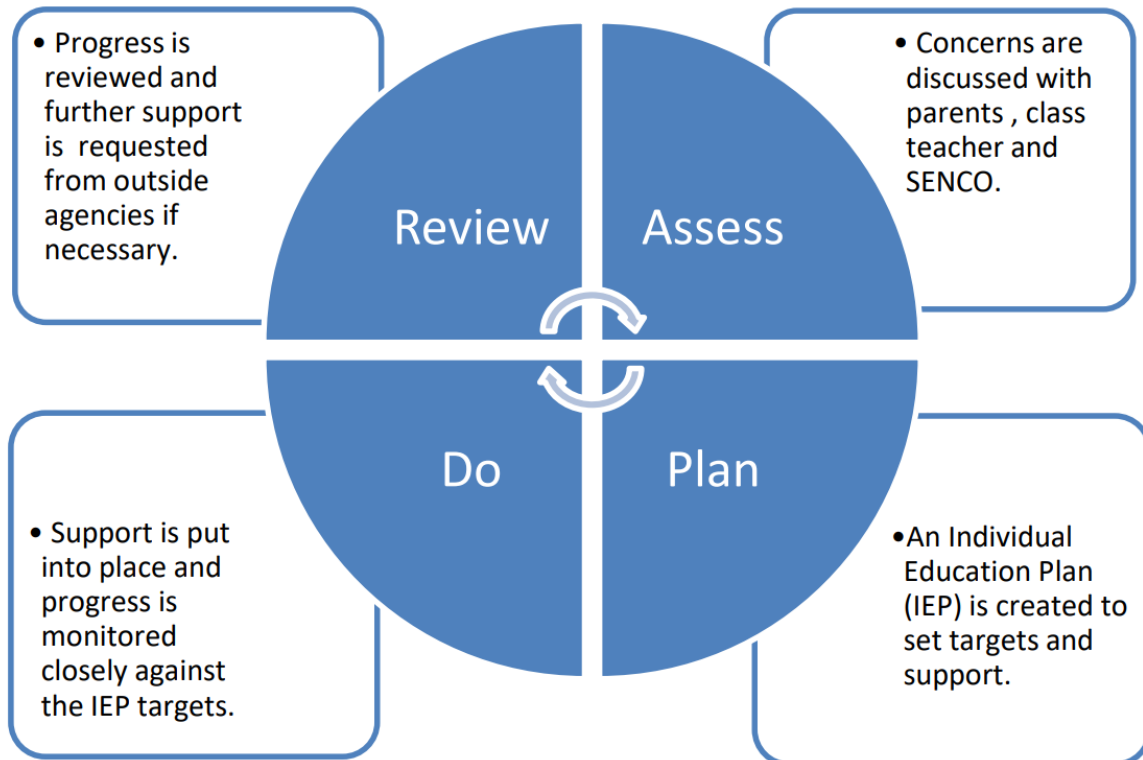 • Progress is
reviewed and
further support
is requested
from outside
agencies if
necessary.
Review
Assess
• Concerns are
discussed with
parents , class
teacher and
SENCO.
Do
Plan
• Support is put
into place and
progress is
monitored
closely against
the IEP targets.
•An Individual
Education Plan
(IEP) is created to
set targets and
support.